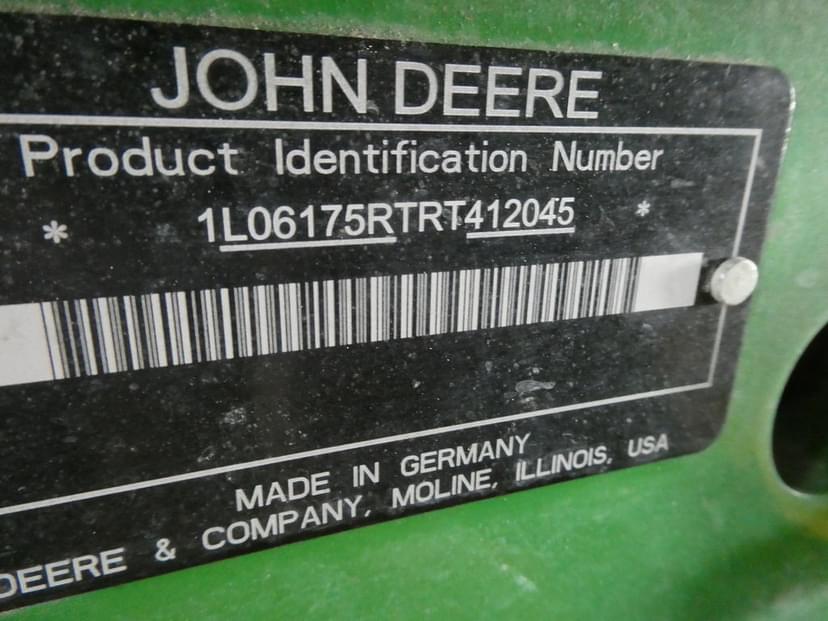 JOHN DEERE
Product Identification Number
* 1L06175RTRT412045 *
MADE IN GERMANY
DEERE & COMPANY, MOLINE, ILLINOIS, USA